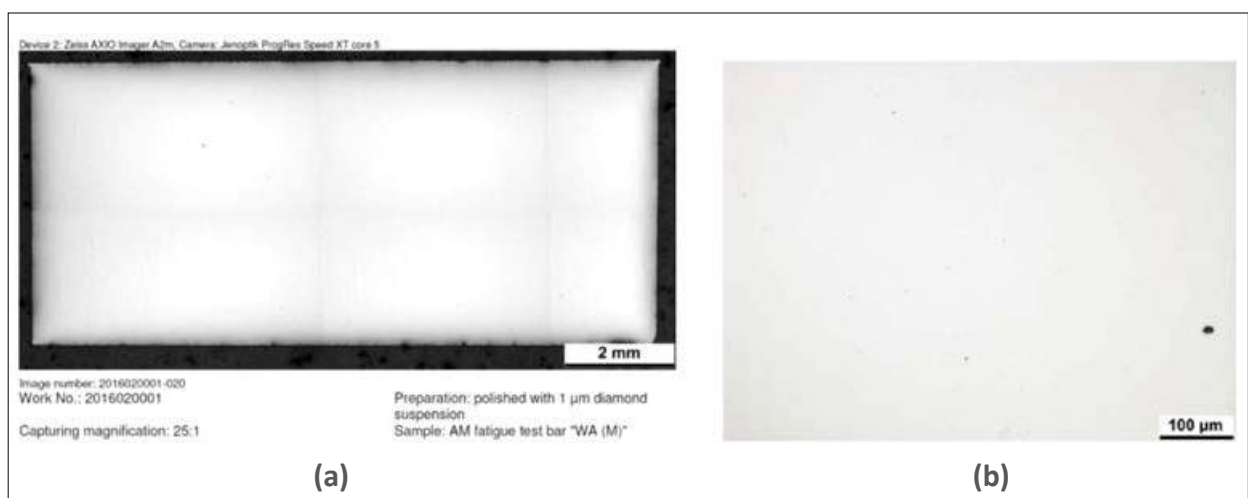 Device 2: Zeiss AXIO Imager A2m, Camera: Jenoptik ProgRes Speed XT core 5
2 mm
Image number: 2016020001-020
Work No.: 2016020001
Capturing magnification: 25:1
Preparation: polished with 1 µm diamond
suspension
Sample: AM fatigue test bar "WA (M)"
(a)
100 µm
(b)